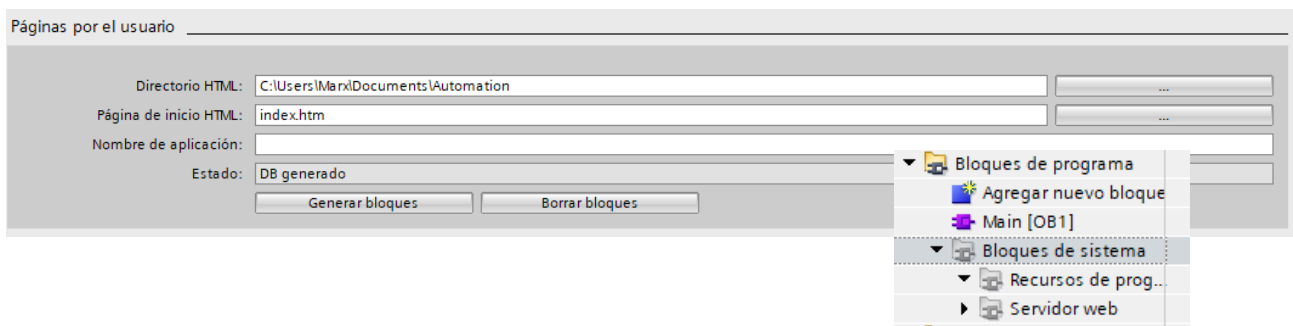 Páginas por el usuario
Directorio HTML: C:\Users\Marx\Documents\Automation ...
Página de inicio HTML: index.htm ...
Nombre de aplicación:
Estado: DB generado
Generar bloques Borrar bloques
Bloques de programa
Agregar nuevo bloque
Main [OB1]
Bloques de sistema
Recursos de prog...
Servidor web